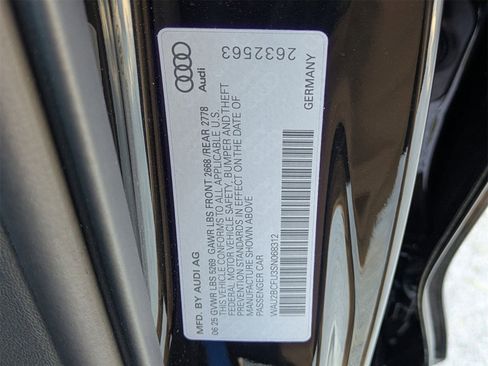 Audi
2632563
GERMANY
MFD. BY AUDI AG
06 25 GVWR LBS 5269 GAWR LBS FRONT 2668 /REAR 2778
THIS VEHICLE CONFORMS TO ALL APPLICABLE U.S.
FEDERAL MOTOR VEHICLE SAFETY, BUMPER AND THEFT
PREVENTION STANDARDS IN EFFECT ON THE DATE OF
MANUFACTURE SHOWN ABOVE
PASSENGER CAR
WAU2BCFU3SN068312